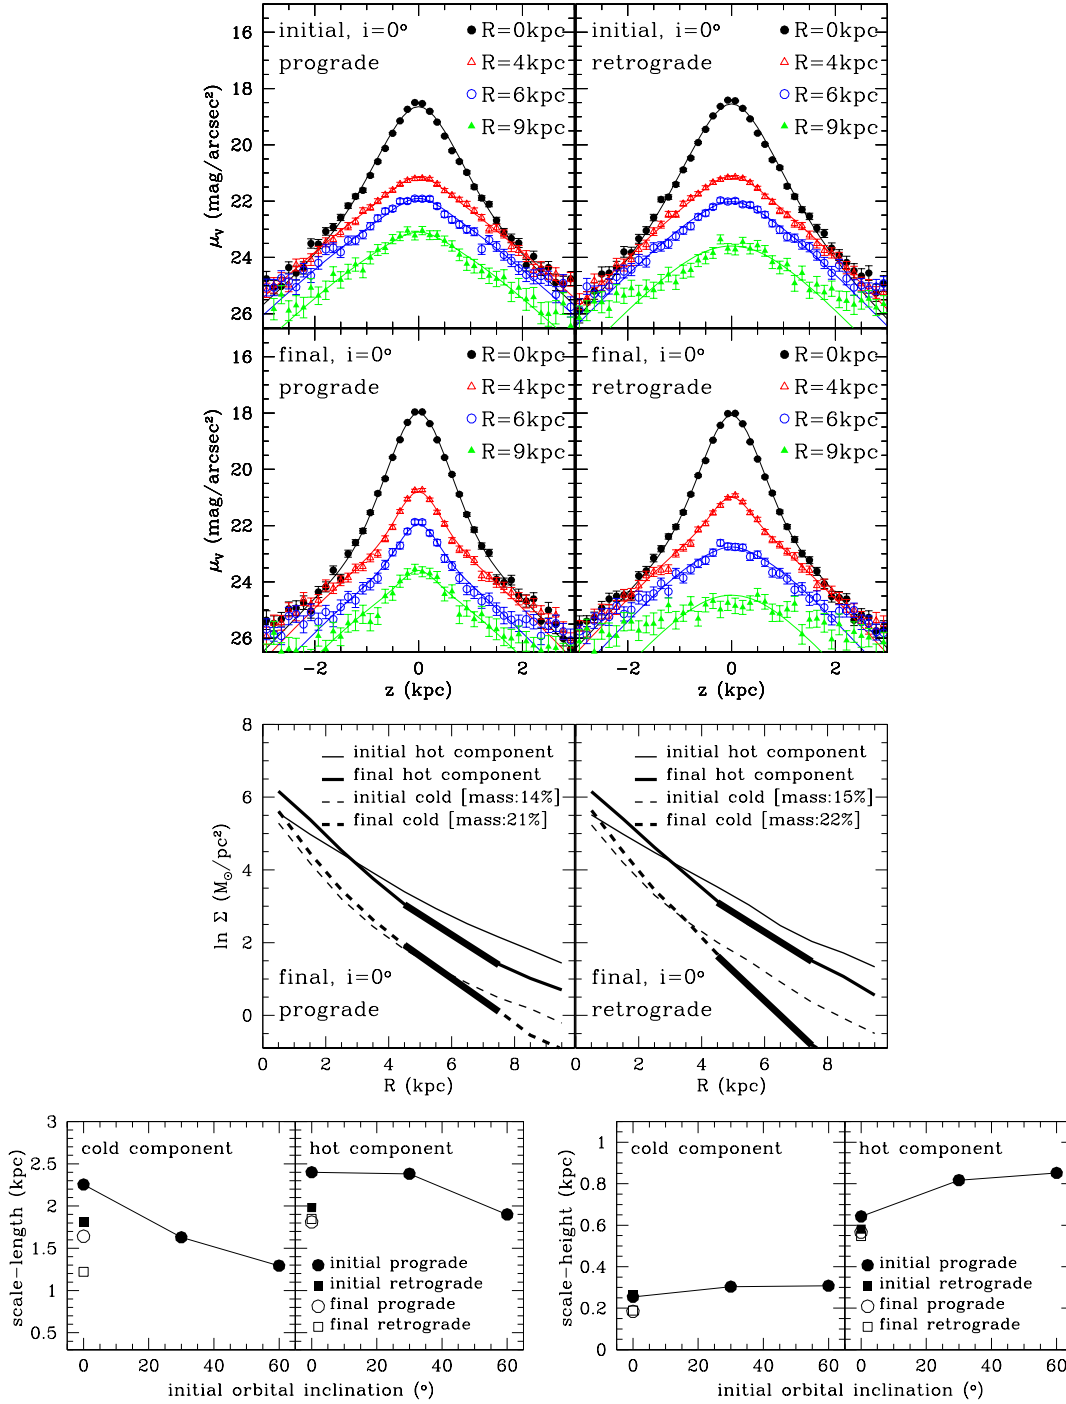 initial, i=0° R=0kpc
prograde R=4kpc
R=6kpc
R=9kpc
initial, i=0° R=0kpc
retrograde R=4kpc
R=6kpc
R=9kpc
16
18
20
22
24
26
μv (mag/arcsec²)
final, i=0° R=0kpc
prograde R=4kpc
R=6kpc
R=9kpc
final, i=0° R=0kpc
retrograde R=4kpc
R=6kpc
R=9kpc
16
18
20
22
24
26
μv (mag/arcsec²)
−2 0 2 −2 0 2
z (kpc) z (kpc)
8
6
4
2
0
ln Σ (M⊙/pc²)
initial hot component
final hot component
initial cold [mass:14%]
final cold [mass:21%]
final, i=0°
prograde
initial hot component
final hot component
initial cold [mass:15%]
final cold [mass:22%]
final, i=0°
retrograde
0 2 4 6 8 0 2 4 6 8
R (kpc) R (kpc)
3
2.5
2
1.5
1
0.5
scale-length (kpc)
cold component
hot component
initial prograde
initial retrograde
final prograde
final retrograde
0 20 40 60 0 20 40 60
initial orbital inclination (°)
1
0.8
0.6
0.4
0.2
0
scale-height (kpc)
cold component
hot component
initial prograde
initial retrograde
final prograde
final retrograde
0 20 40 60 0 20 40 60
initial orbital inclination (°)